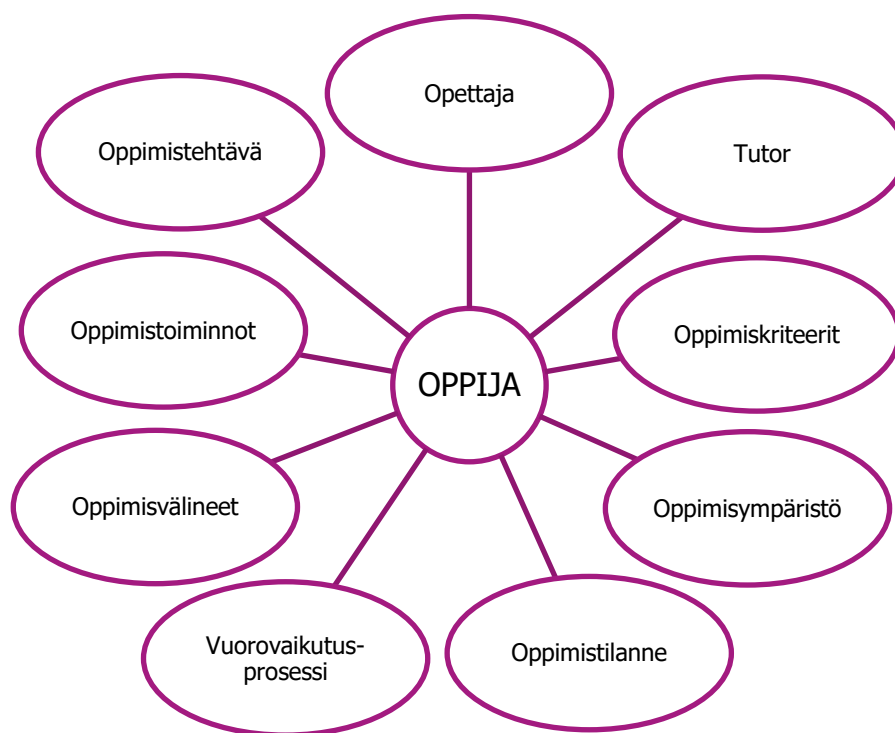 Opettaja
Oppimistehtävä
Tutor
Oppimistoiminnot
Oppimiskriteerit
OPPIJA
Oppimisvälineet
Oppimisympäristö
Vuorovaikutus-
prosessi
Oppimistilanne